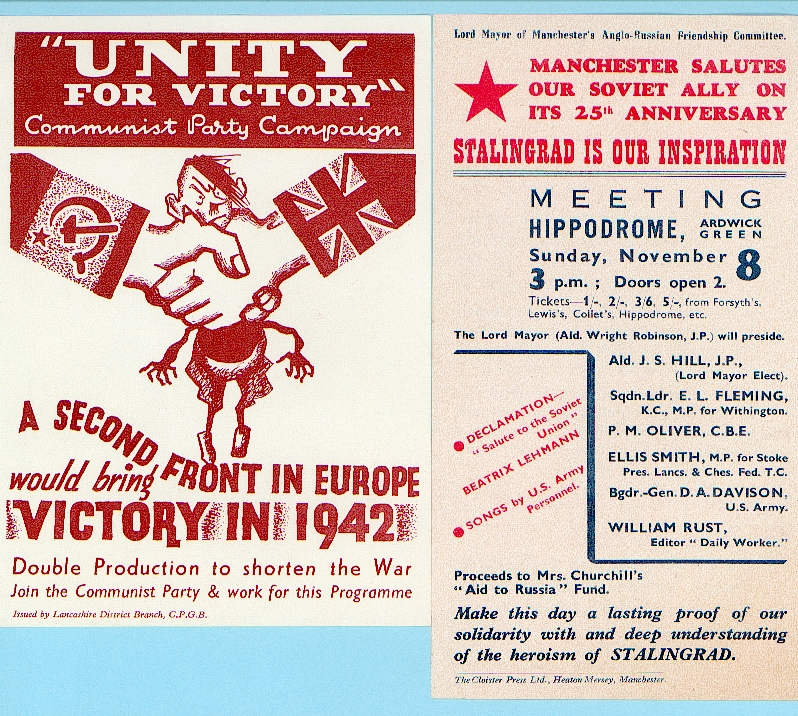 "UNITY
FOR VICTORY"
Communist Party Campaign
A SECOND FRONT IN EUROPE
would bring
VICTORY IN 1942
Double Production to shorten the War
Join the Communist Party & work for this Programme
Issued by Lancashire District Branch, C.P.G.B.
Lord Mayor of Manchester's Anglo-Russian Friendship Committee.
MANCHESTER SALUTES
OUR SOVIET ALLY ON
ITS 25th ANNIVERSARY
STALINGRAD IS OUR INSPIRATION
MEETING
HIPPODROME, ARDWICK GREEN
Sunday, November 8
3 p.m. ; Doors open 2.
Tickets—1/-, 2/-, 3/6, 5/-, from Forsyth's,
Lewis's, Collet's, Hippodrome, etc.
The Lord Mayor (Ald. Wright Robinson, J.P.) will preside.
DECLAMATION—
"Salute to the Soviet
Union"
BEATRIX LEHMANN
SONGS by U.S. Army
Personnel.
Ald. J. S. HILL, J.P.,
(Lord Mayor Elect).
Sqdn.Ldr. E. L. FLEMING,
K.C., M.P. for Withington.
P. M. OLIVER, C.B.E.
ELLIS SMITH, M.P. for Stoke
Pres. Lancs. & Ches. Fed. T.C.
Bgdr.-Gen. D. A. DAVISON,
U.S. Army.
WILLIAM RUST,
Editor "Daily Worker."
Proceeds to Mrs. Churchill's
"Aid to Russia" Fund.
Make this day a lasting proof of our
solidarity with and deep understanding
of the heroism of STALINGRAD.
The Cloister Press Ltd., Heaton Mersey, Manchester.